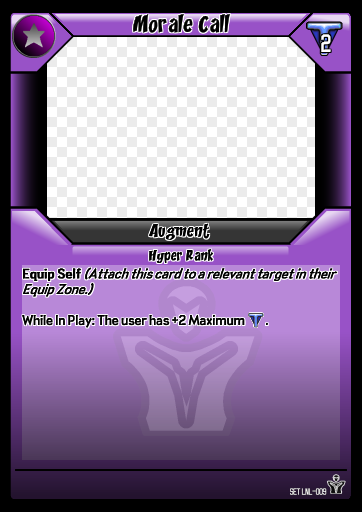 Morale Call
2
Augment
Hyper Rank
Equip Self (Attach this card to a relevant target in their
Equip Zone.)
While In Play: The user has +2 Maximum .
SET LNL-009